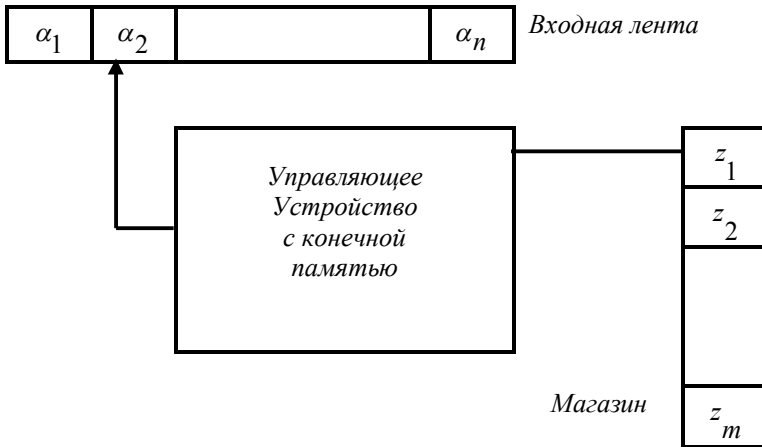 α₁ α₂ αₙ Входная лента
Управляющее
Устройство
с конечной
памятью
z₁
z₂
Магазин
zₘ